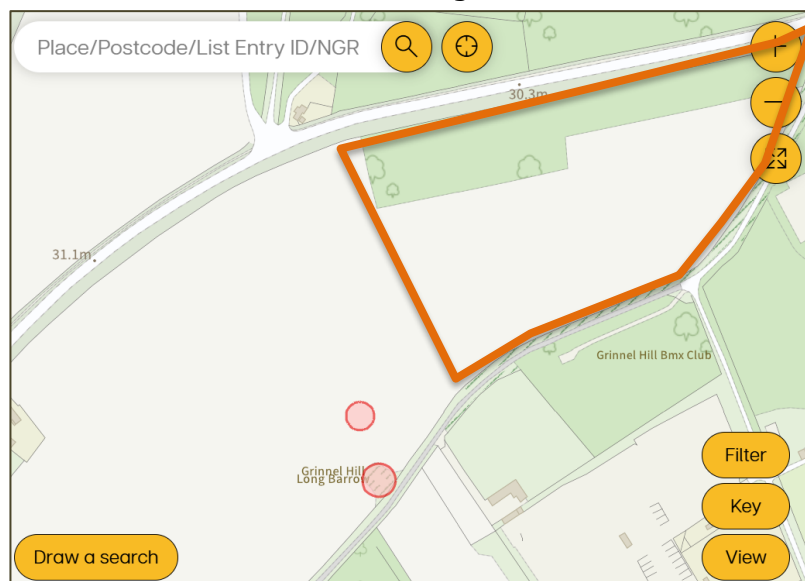 Place/Postcode/List Entry ID/NGR
30.3m
31.1m
Grinnel Hill Bmx Club
Grinnel Hill
Long Barrow
Filter
Key
View
Draw a search